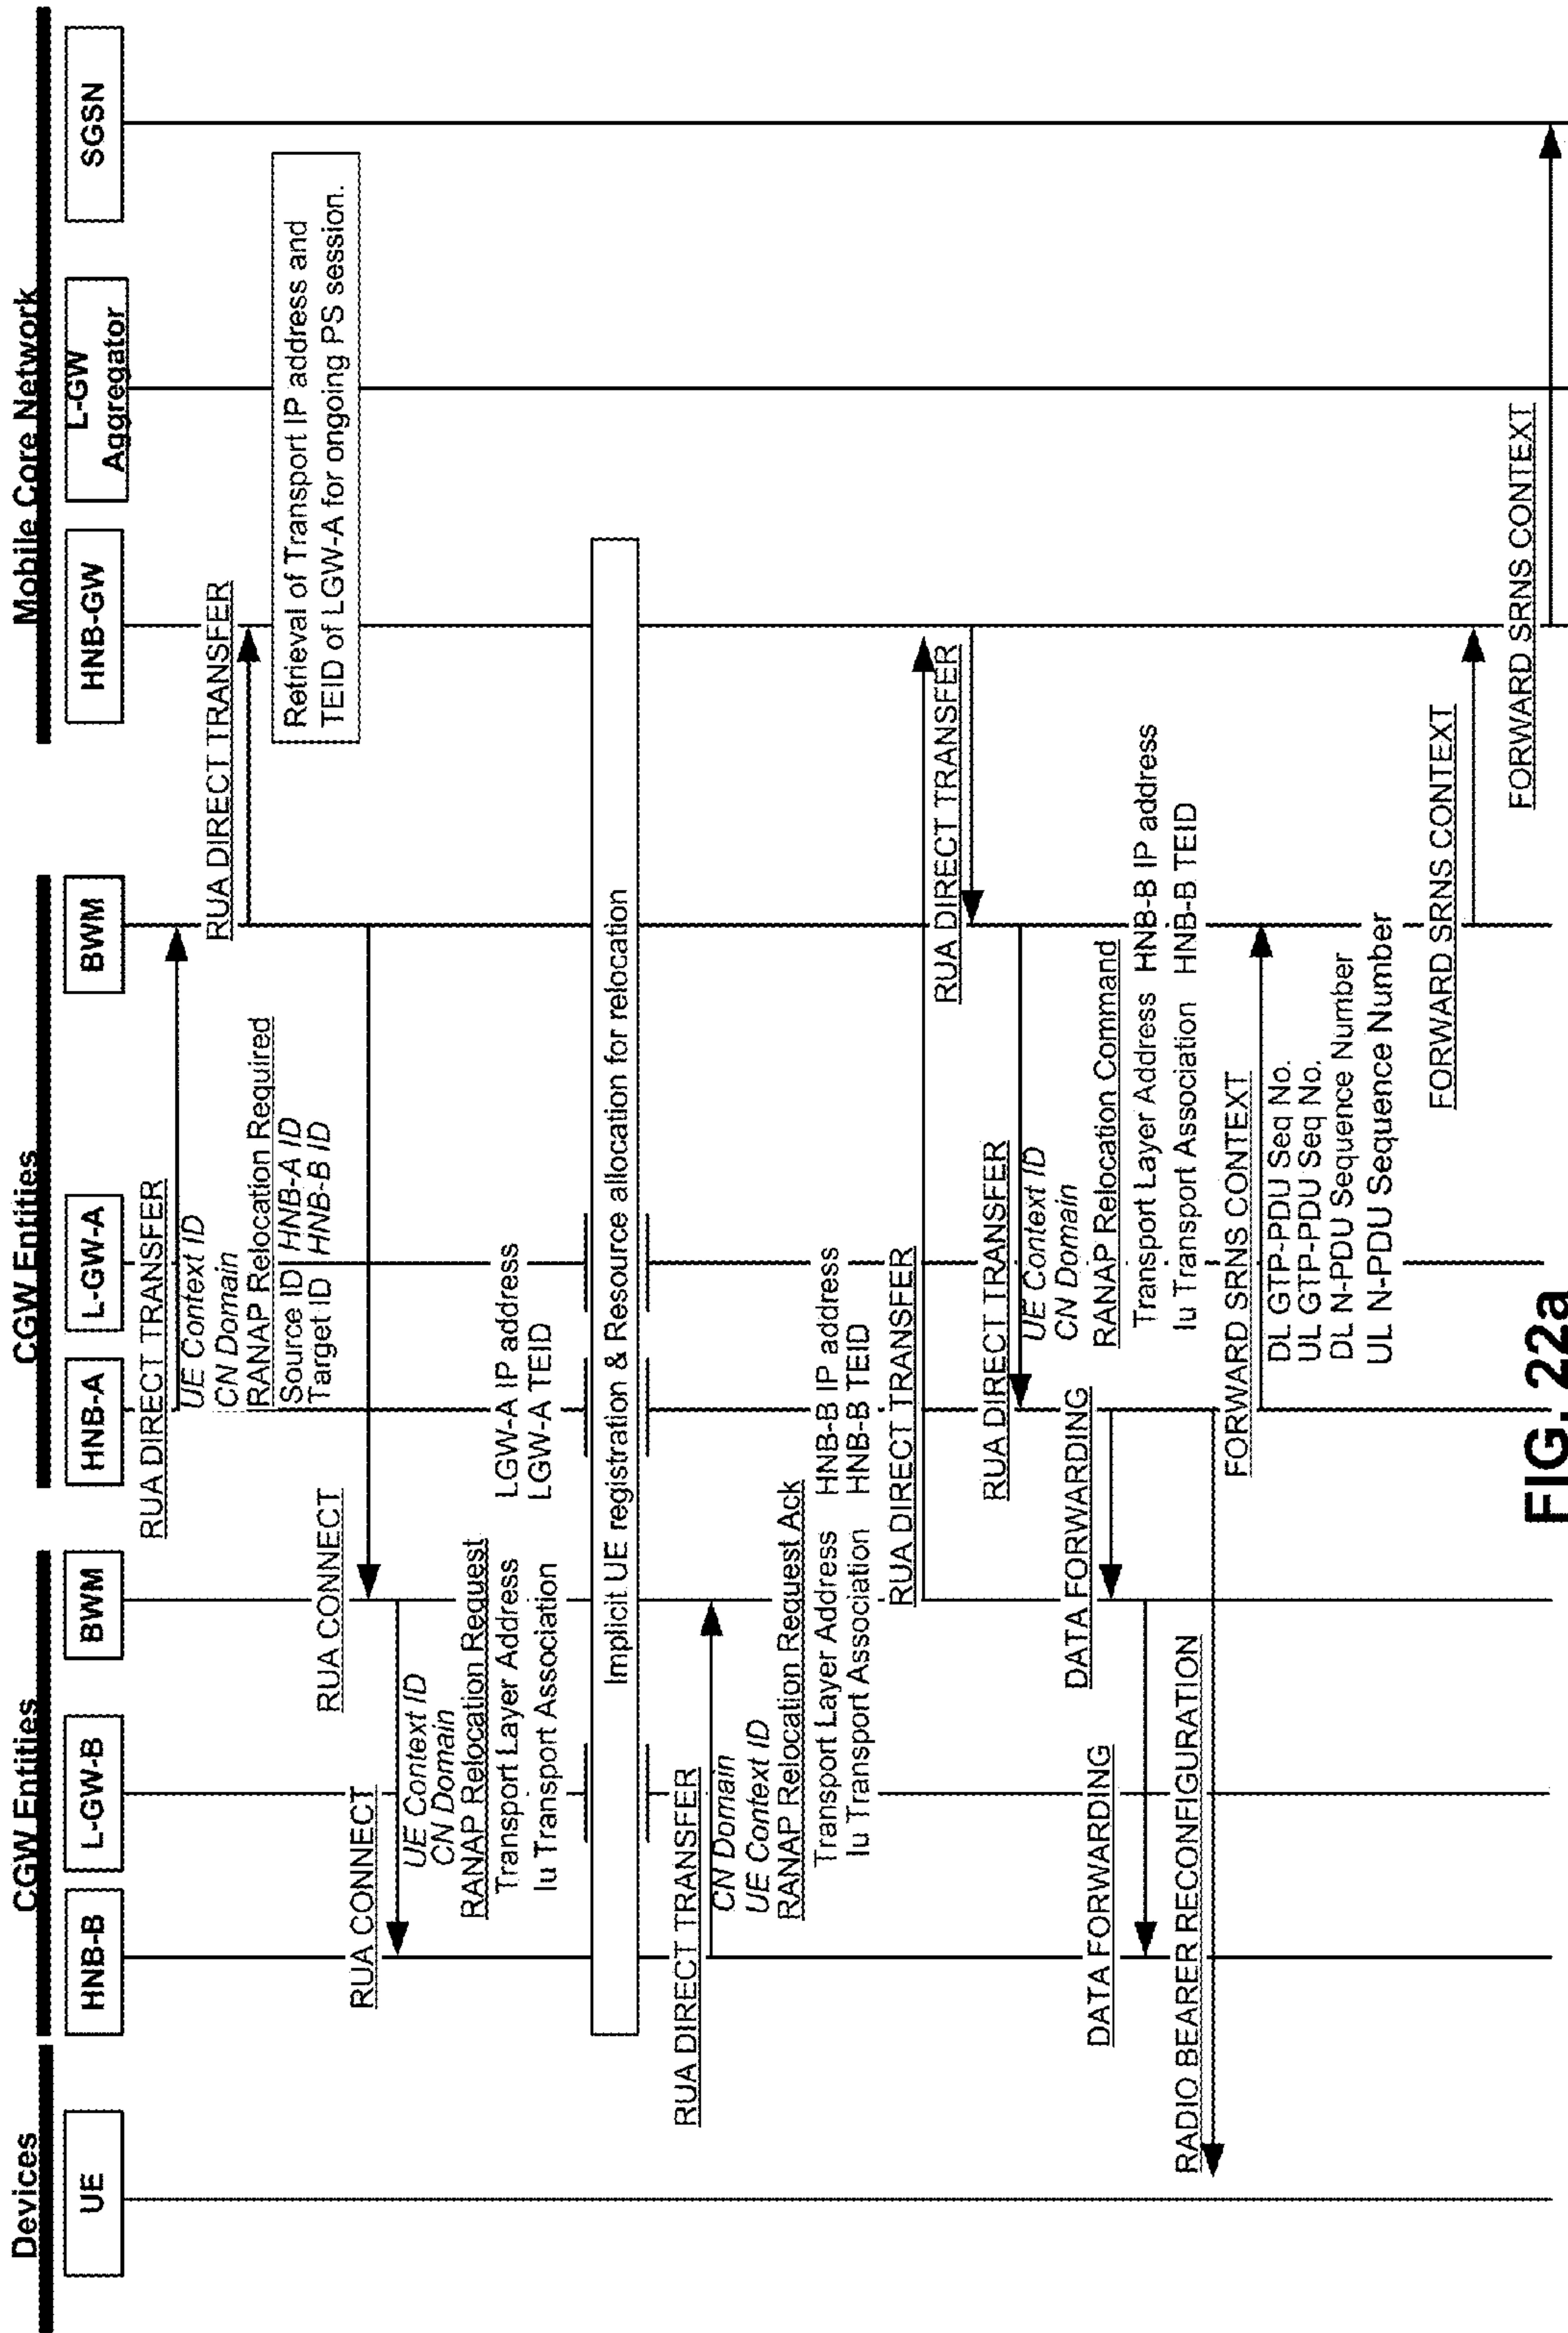 Devices
CGW Entities
CGW Entities
Mobile Core Network
UE
HNB-B
L-GW-B
BWM
HNB-A
L-GW-A
BWM
HNB-GW
L-GW
Aggregator
SGSN
RUA DIRECT TRANSFER
UE Context ID
CN Domain
RANAP Relocation Required
Source ID HNB-A ID
Target ID HNB-B ID
RUA DIRECT TRANSFER
Retrieval of Transport IP address and
TEID of LGW-A for ongoing PS session.
RUA CONNECT
RUA CONNECT
UE Context ID
CN Domain
RANAP Relocation Request
Transport Layer Address LGW-A IP address
Iu Transport Association LGW-A TEID
Implicit UE registration & Resource allocation for relocation
RUA DIRECT TRANSFER
CN Domain
UE Context ID
RANAP Relocation Request Ack
Transport Layer Address HNB-B IP address
Iu Transport Association HNB-B TEID
RUA DIRECT TRANSFER
RUA DIRECT TRANSFER
RUA DIRECT TRANSFER
UE Context ID
CN Domain
RANAP Relocation Command
Transport Layer Address HNB-B IP address
Iu Transport Association HNB-B TEID
DATA FORWARDING
DATA FORWARDING
RADIO BEARER RECONFIGURATION
FORWARD SRNS CONTEXT
DL GTP-PDU Seq No.
UL GTP-PDU Seq No.
DL N-PDU Sequence Number
UL N-PDU Sequence Number
FORWARD SRNS CONTEXT
FORWARD SRNS CONTEXT
FIG. 22a